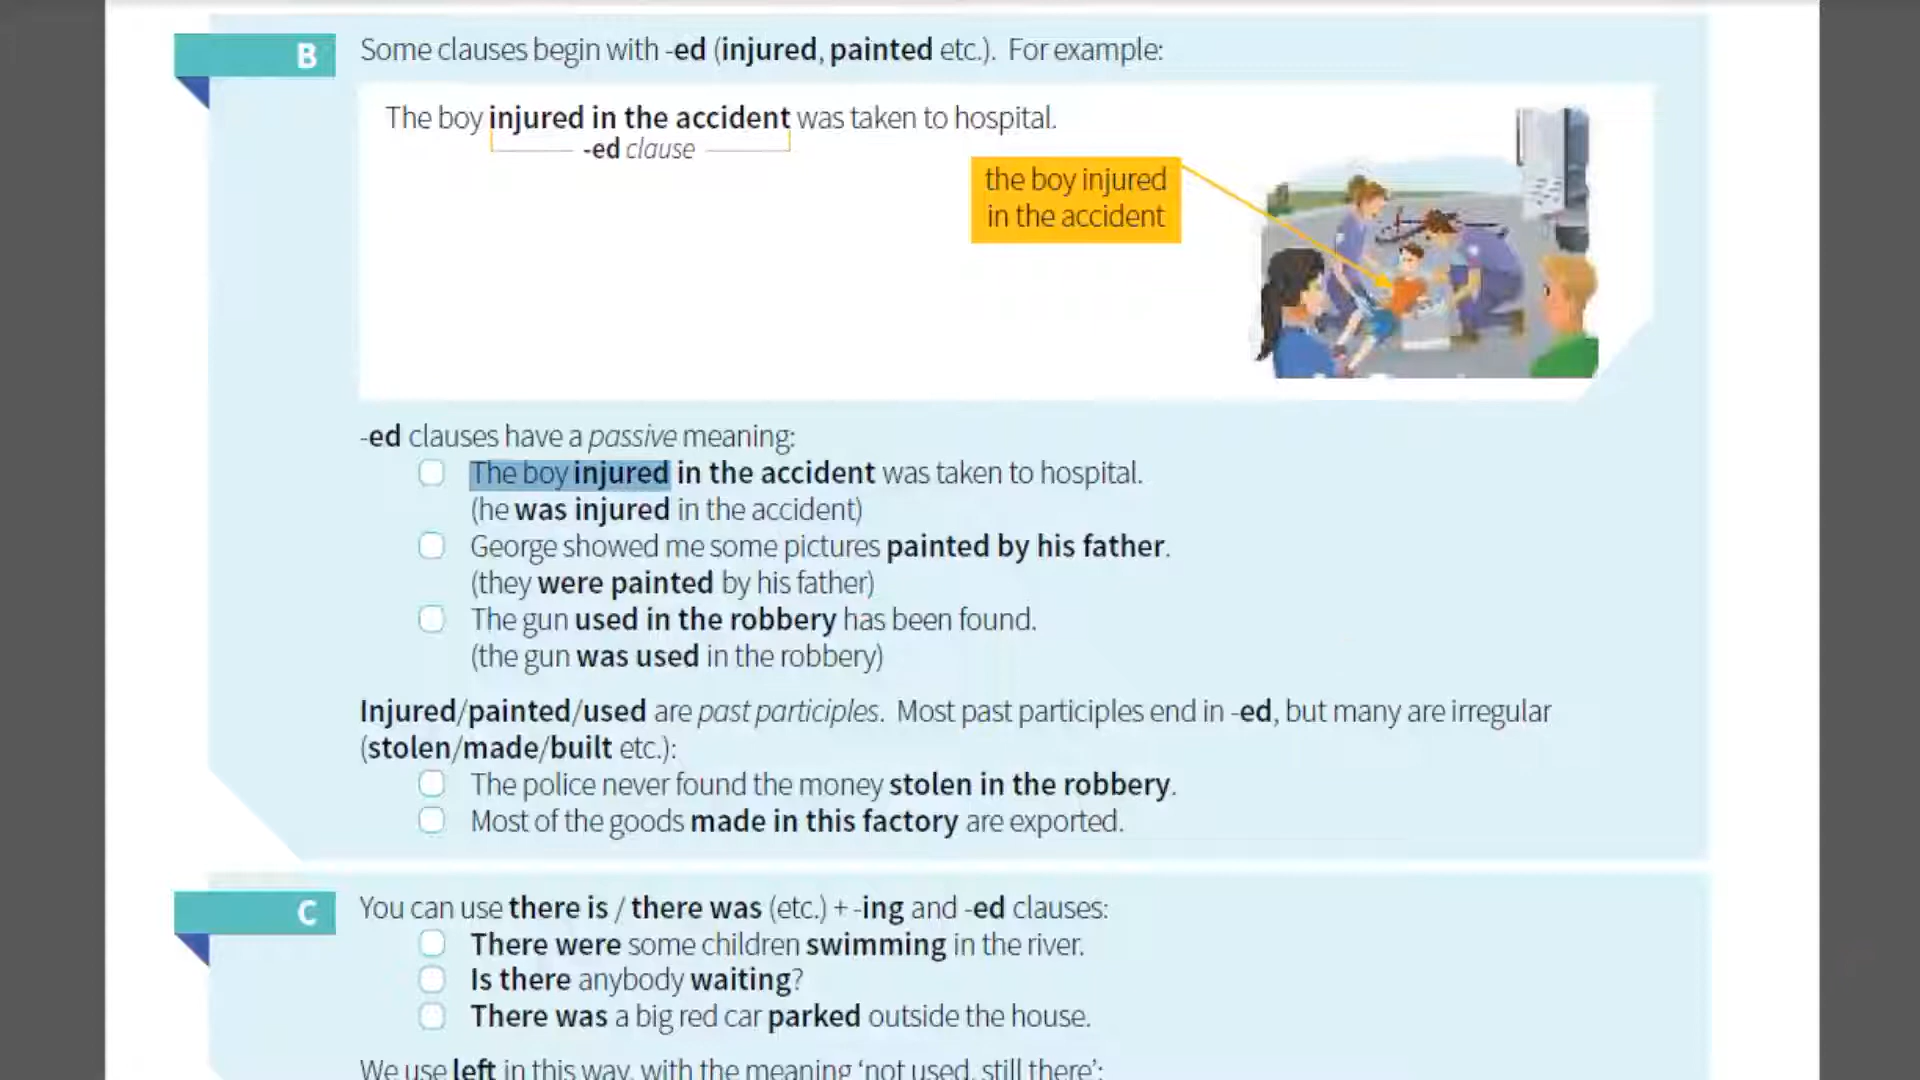 B
Some clauses begin with -ed (injured, painted etc.). For example:
The boy injured in the accident was taken to hospital.
-ed clause
the boy injured
in the accident
-ed clauses have a passive meaning:
The boy injured in the accident was taken to hospital.
(he was injured in the accident)
George showed me some pictures painted by his father.
(they were painted by his father)
The gun used in the robbery has been found.
(the gun was used in the robbery)
Injured/painted/used are past participles. Most past participles end in -ed, but many are irregular
(stolen/made/built etc.):
The police never found the money stolen in the robbery.
Most of the goods made in this factory are exported.
C
You can use there is / there was (etc.) + -ing and -ed clauses:
There were some children swimming in the river.
Is there anybody waiting?
There was a big red car parked outside the house.
We use left in this way, with the meaning ‘not used, still there’: